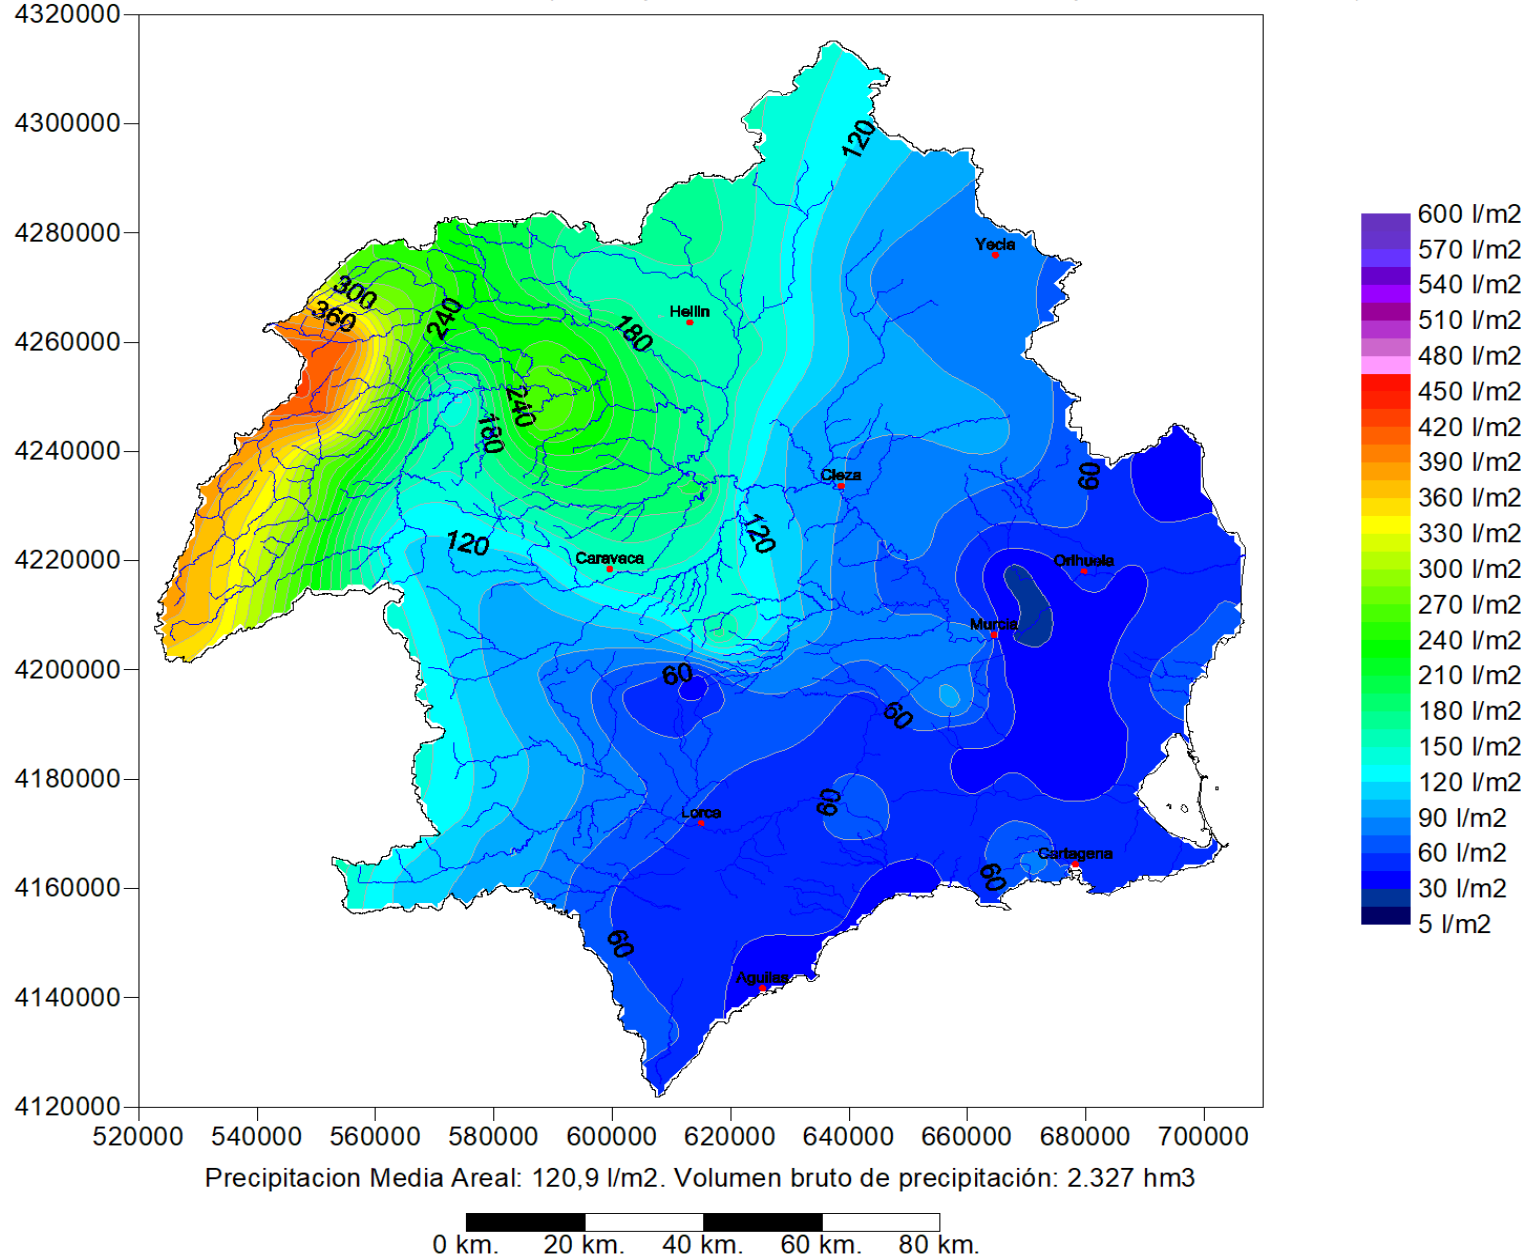 4320000
4300000
120
4280000
Yecla
300
360
240
Hellin
180
4260000
240
180
4240000
Cieza
60
120
120
4220000
Caravaca
Orihuela
Murcia
4200000
60
60
4180000
60
Lorca
Cartagena
60
4160000
60
Aguilas
4140000
4120000
520000 540000 560000 580000 600000 620000 640000 660000 680000 700000
600 l/m2
570 l/m2
540 l/m2
510 l/m2
480 l/m2
450 l/m2
420 l/m2
390 l/m2
360 l/m2
330 l/m2
300 l/m2
270 l/m2
240 l/m2
210 l/m2
180 l/m2
150 l/m2
120 l/m2
90 l/m2
60 l/m2
30 l/m2
5 l/m2
Precipitacion Media Areal: 120,9 l/m2. Volumen bruto de precipitación: 2.327 hm3
0 km. 20 km. 40 km. 60 km. 80 km.